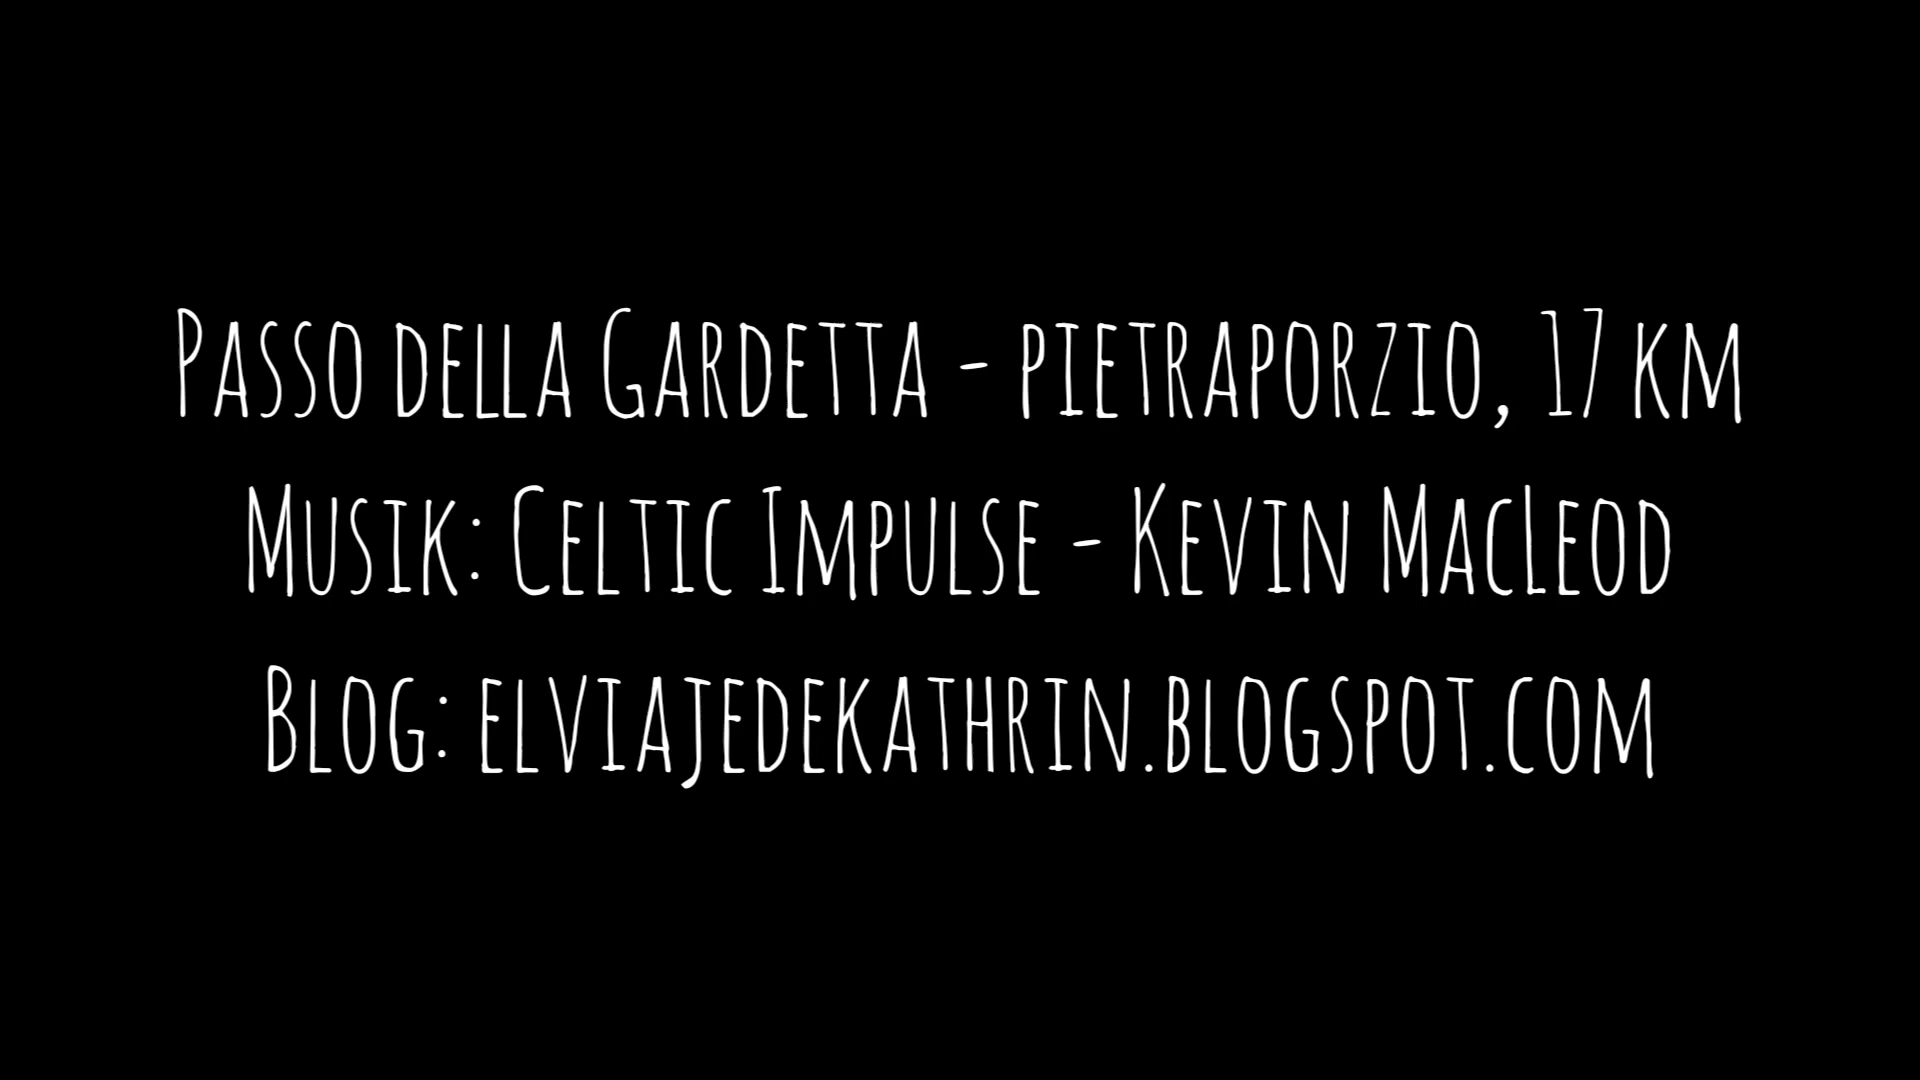 Passo della Gardetta - pietraporzio, 17 km
Musik: Celtic Impulse - Kevin MacLeod
Blog: elviajedekathrin.blogspot.com